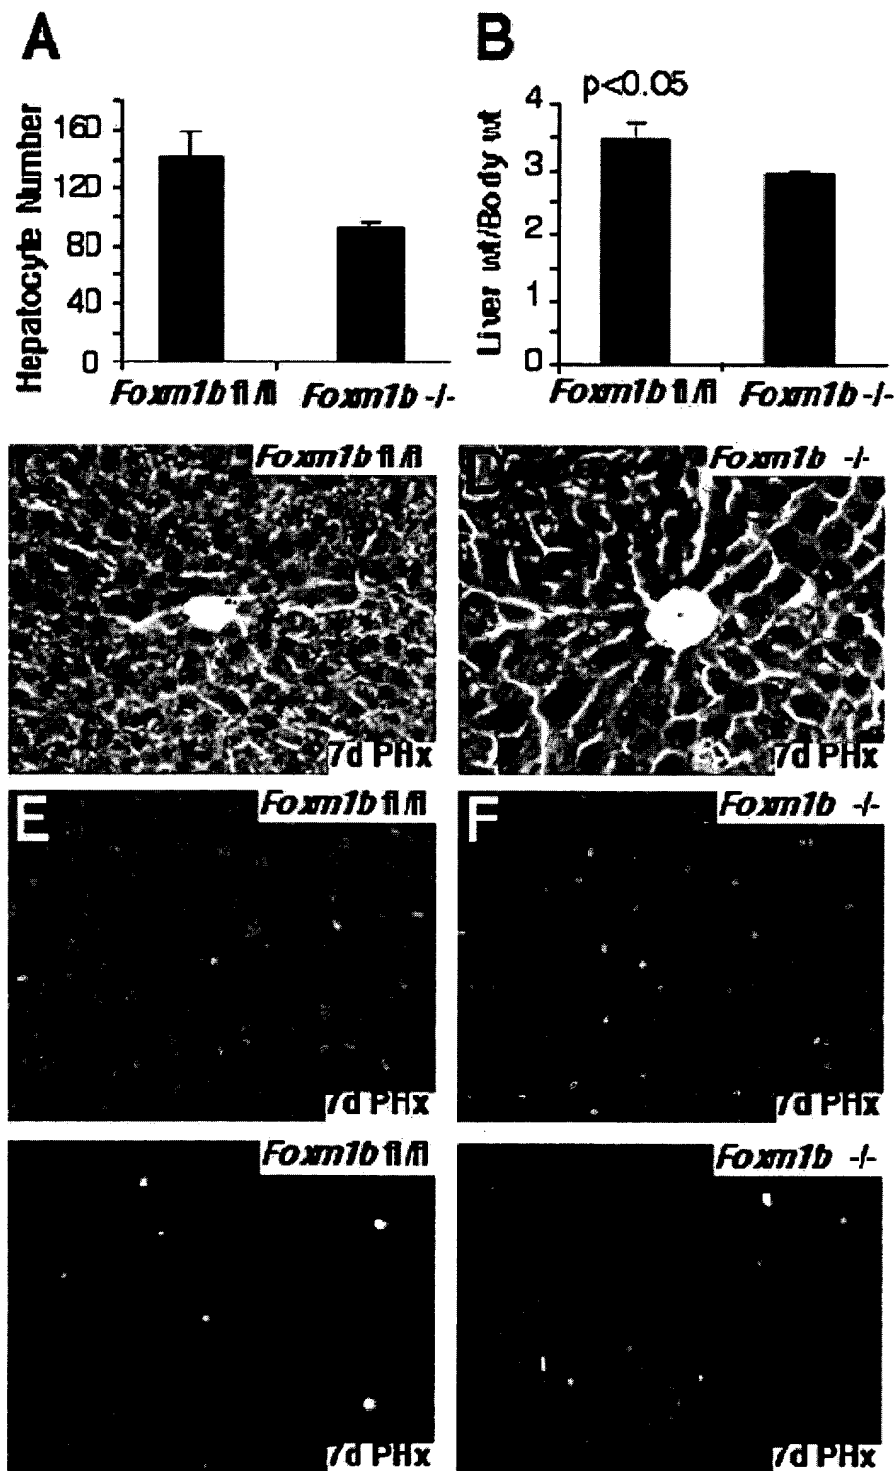 A
Hepatocyte Number
160
120
80
40
0
Foxm1b fl/fl
Foxm1b -/-
B
p<0.05
Liver wt/Body wt
4
3
2
1
0
Foxm1b fl/fl
Foxm1b -/-
Foxm1b fl/fl
7d PHx
D
Foxm1b -/-
7d PHx
E
Foxm1b fl/fl
7d PHx
F
Foxm1b -/-
7d PHx
Foxm1b fl/fl
7d PHx
Foxm1b -/-
7d PHx